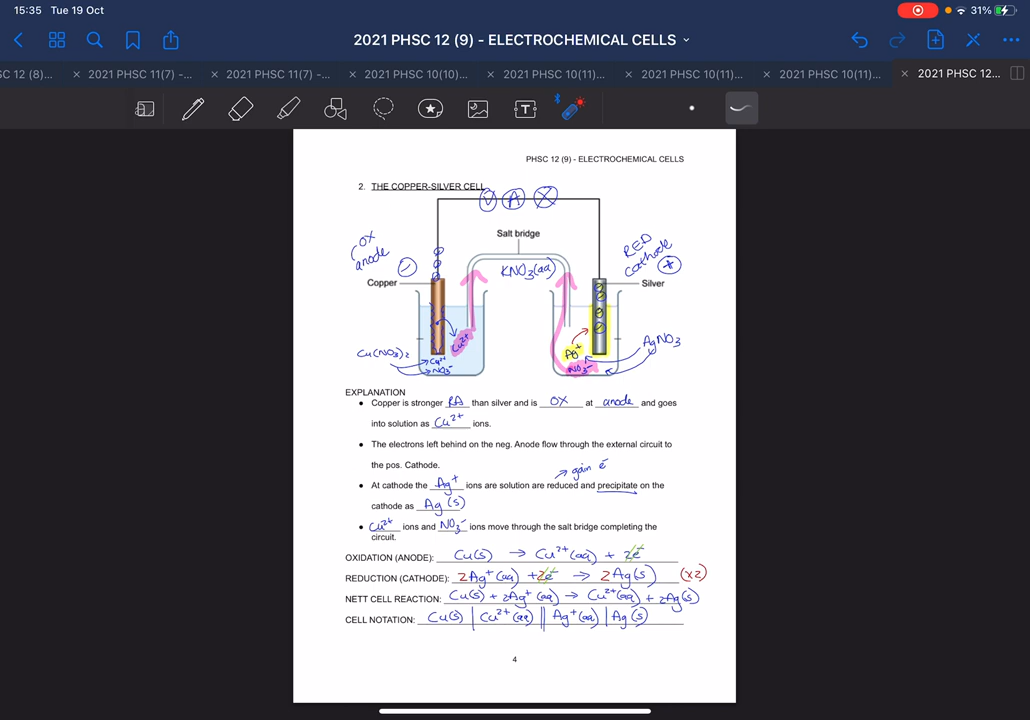 15:35 Tue 19 Oct
31%
2021 PHSC 12 (9) - ELECTROCHEMICAL CELLS
SC 12 (8)...
2021 PHSC 11(7) -...
2021 PHSC 11(7) -...
2021 PHSC 10(10)...
2021 PHSC 10(11)...
2021 PHSC 10(11)...
2021 PHSC 10(11)...
2021 PHSC 12...
T
PHSC 12 (9) - ELECTROCHEMICAL CELLS
2. THE COPPER-SILVER CELL
V A X
Salt bridge
OX
anode
−
RED
cathode
+
KNO₃(aq)
Copper
Silver
Cu²⁺
Cu(NO₃)₂
Cu²⁺
NO₃⁻
Ag⁺
NO₃⁻
AgNO₃
EXPLANATION
• Copper is stronger RA than silver and is OX at anode and goes
into solution as Cu²⁺ ions.
• The electrons left behind on the neg. Anode flow through the external circuit to
the pos. Cathode.
→ gain e⁻
• At cathode the Ag⁺ ions are solution are reduced and precipitate on the
cathode as Ag(s)
• Cu²⁺ ions and NO₃⁻ ions move through the salt bridge completing the
circuit.
OXIDATION (ANODE): Cu(s) → Cu²⁺(aq) + 2e⁻
REDUCTION (CATHODE): 2Ag⁺(aq) + 2e⁻ → 2Ag(s) (x2)
NETT CELL REACTION: Cu(s) + 2Ag⁺(aq) → Cu²⁺(aq) + 2Ag(s)
CELL NOTATION: Cu(s) | Cu²⁺(aq) || Ag⁺(aq) | Ag(s)
4